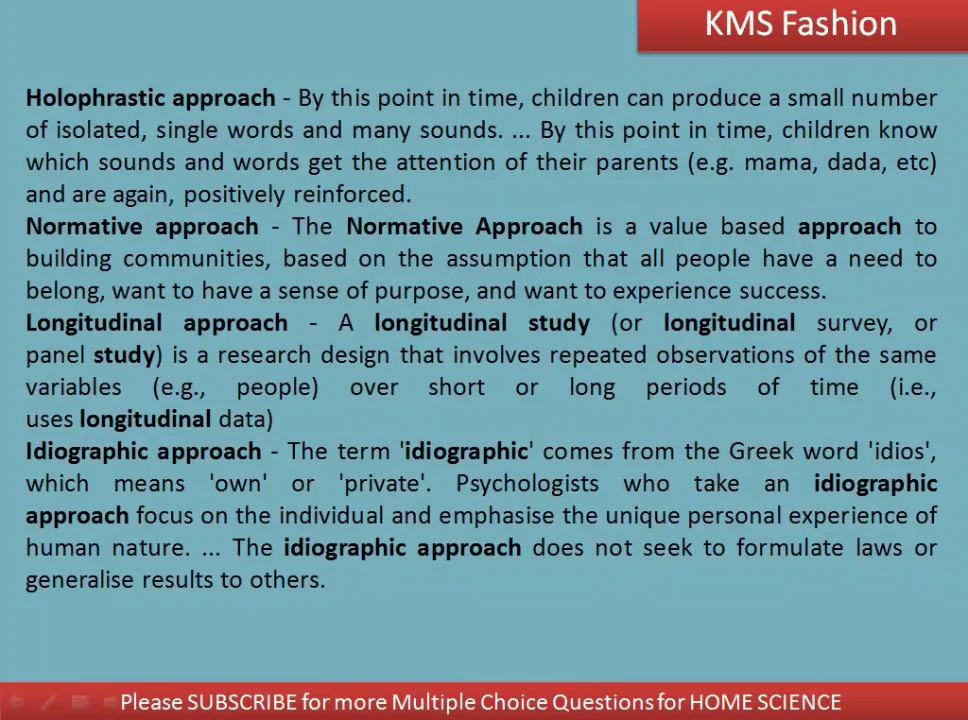 KMS Fashion
Holophrastic approach - By this point in time, children can produce a small number
of isolated, single words and many sounds. ... By this point in time, children know
which sounds and words get the attention of their parents (e.g. mama, dada, etc)
and are again, positively reinforced.
Normative approach - The Normative Approach is a value based approach to
building communities, based on the assumption that all people have a need to
belong, want to have a sense of purpose, and want to experience success.
Longitudinal approach - A longitudinal study (or longitudinal survey, or
panel study) is a research design that involves repeated observations of the same
variables (e.g., people) over short or long periods of time (i.e.,
uses longitudinal data)
Idiographic approach - The term 'idiographic' comes from the Greek word 'idios',
which means 'own' or 'private'. Psychologists who take an idiographic
approach focus on the individual and emphasise the unique personal experience of
human nature. ... The idiographic approach does not seek to formulate laws or
generalise results to others.
Please SUBSCRIBE for more Multiple Choice Questions for HOME SCIENCE